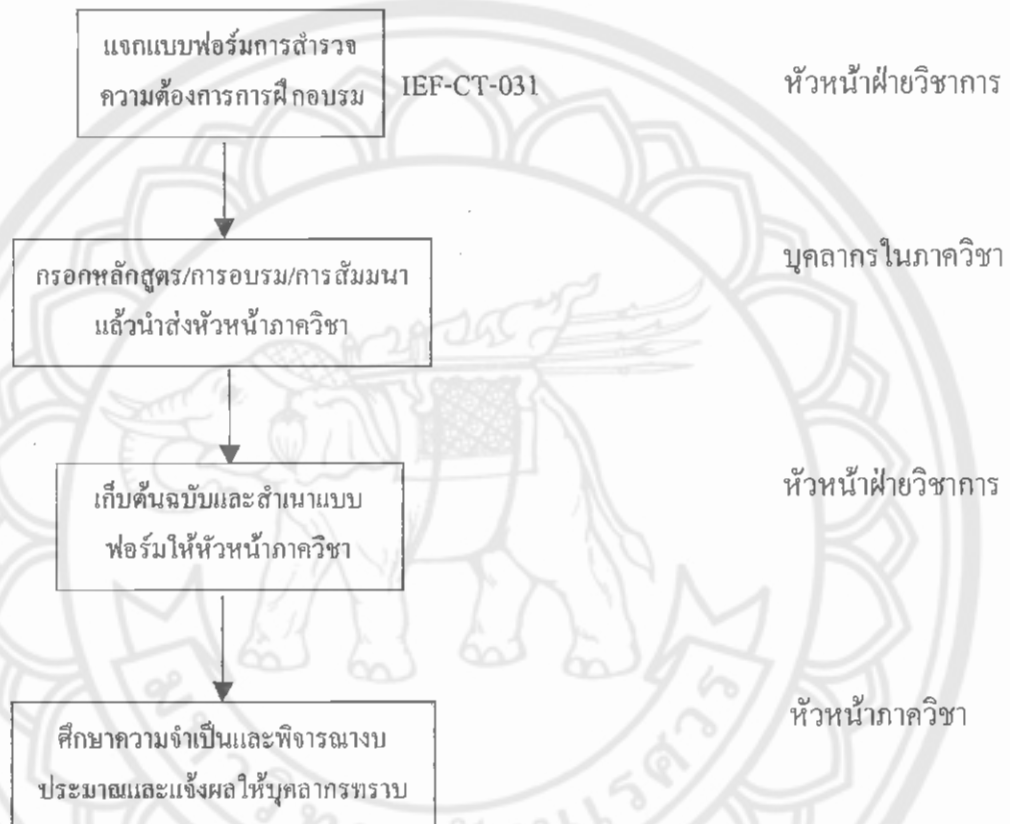 แจกแบบฟอร์มการสำรวจ
ความต้องการการฝึกอบรม
IEF-CT-031
หัวหน้าฝ่ายวิชาการ
กรอกหลักสูตร/การอบรม/การสัมมนา
แล้วนำส่งหัวหน้าภาควิชา
บุคลากรในภาควิชา
เก็บต้นฉบับและสำเนาแบบ
ฟอร์มให้หัวหน้าภาควิชา
หัวหน้าฝ่ายวิชาการ
ศึกษาความจำเป็นและพิจารณางบ
ประมาณและแจ้งผลให้บุคลากรทราบ
หัวหน้าภาควิชา